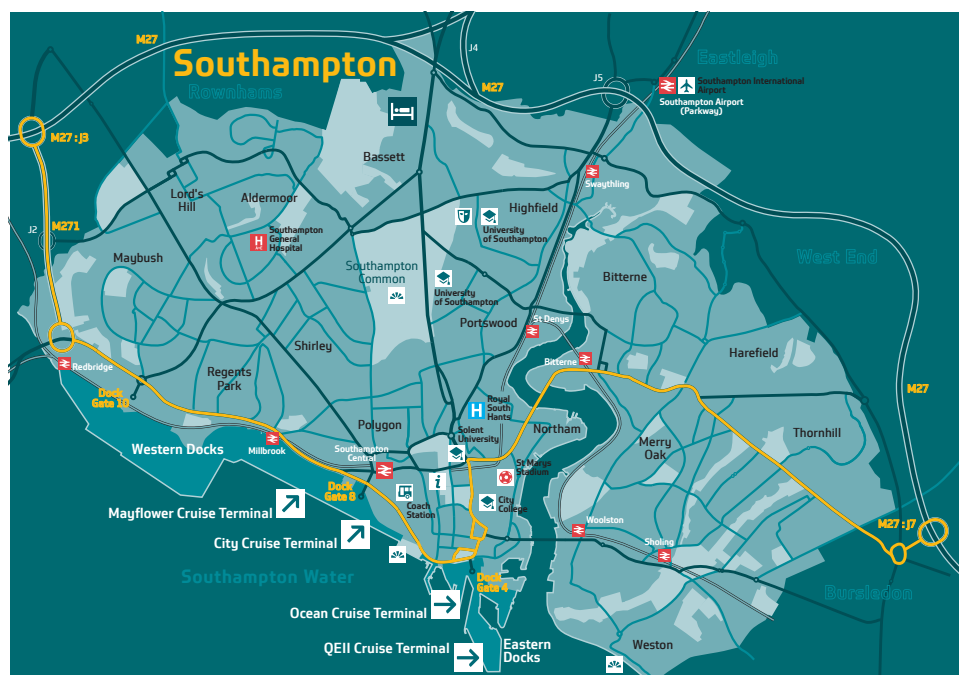 M27
J4
Southampton
Eastleigh
J5
Southampton International
Airport
Southampton Airport
(Parkway)
Rownhams
M27
M27 : J3
Bassett
Swaythling
Lord's
Hill
Aldermoor
Highfield
M271
J2
H
A+E
Southampton
General
Hospital
University
of Southampton
Maybush
West End
Southampton
Common
Bitterne
University
of Southampton
Portswood
St Denys
Shirley
Harefield
Redbridge
Bitterne
Regents
Park
M27
Dock
Gate 10
H
Royal
South
Hants
Polygon
Solent
University
Northam
Thornhill
Merry
Oak
Western Docks
Millbrook
Southampton
Central
St Marys
Stadium
Dock
Gate 8
i
Coach
Station
City
College
Mayflower Cruise Terminal
Woolston
M27 : J7
City Cruise Terminal
Sholing
Southampton Water
Dock
Gate 4
Bursledon
Ocean Cruise Terminal
QEII Cruise Terminal
Eastern
Docks
Weston